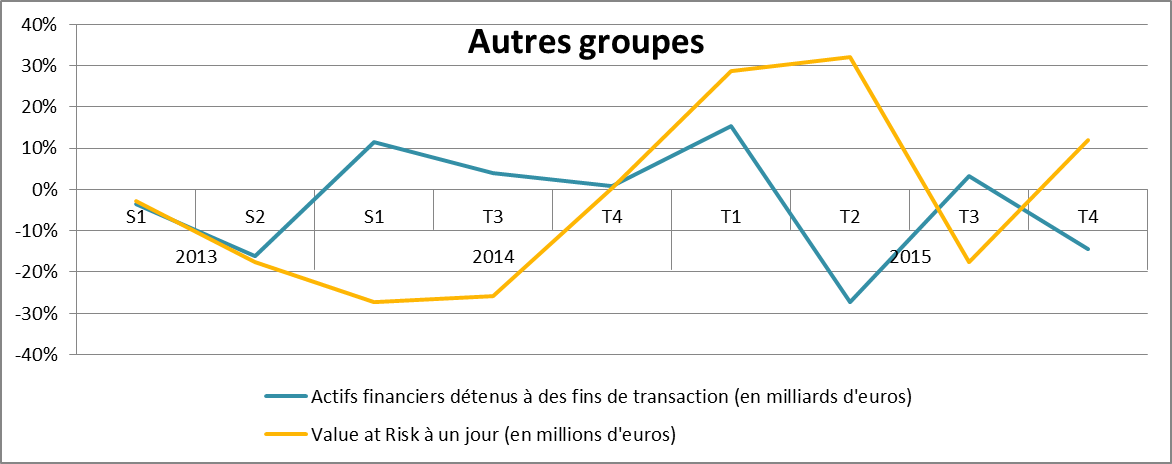 Autres groupes
40%
30%
20%
10%
0%
-10%
-20%
-30%
-40%
S1 S2 S1 T3 T4 T1 T2 T3 T4
2013 2014 2015
Actifs financiers détenus à des fins de transaction (en milliards d'euros)
Value at Risk à un jour (en millions d'euros)